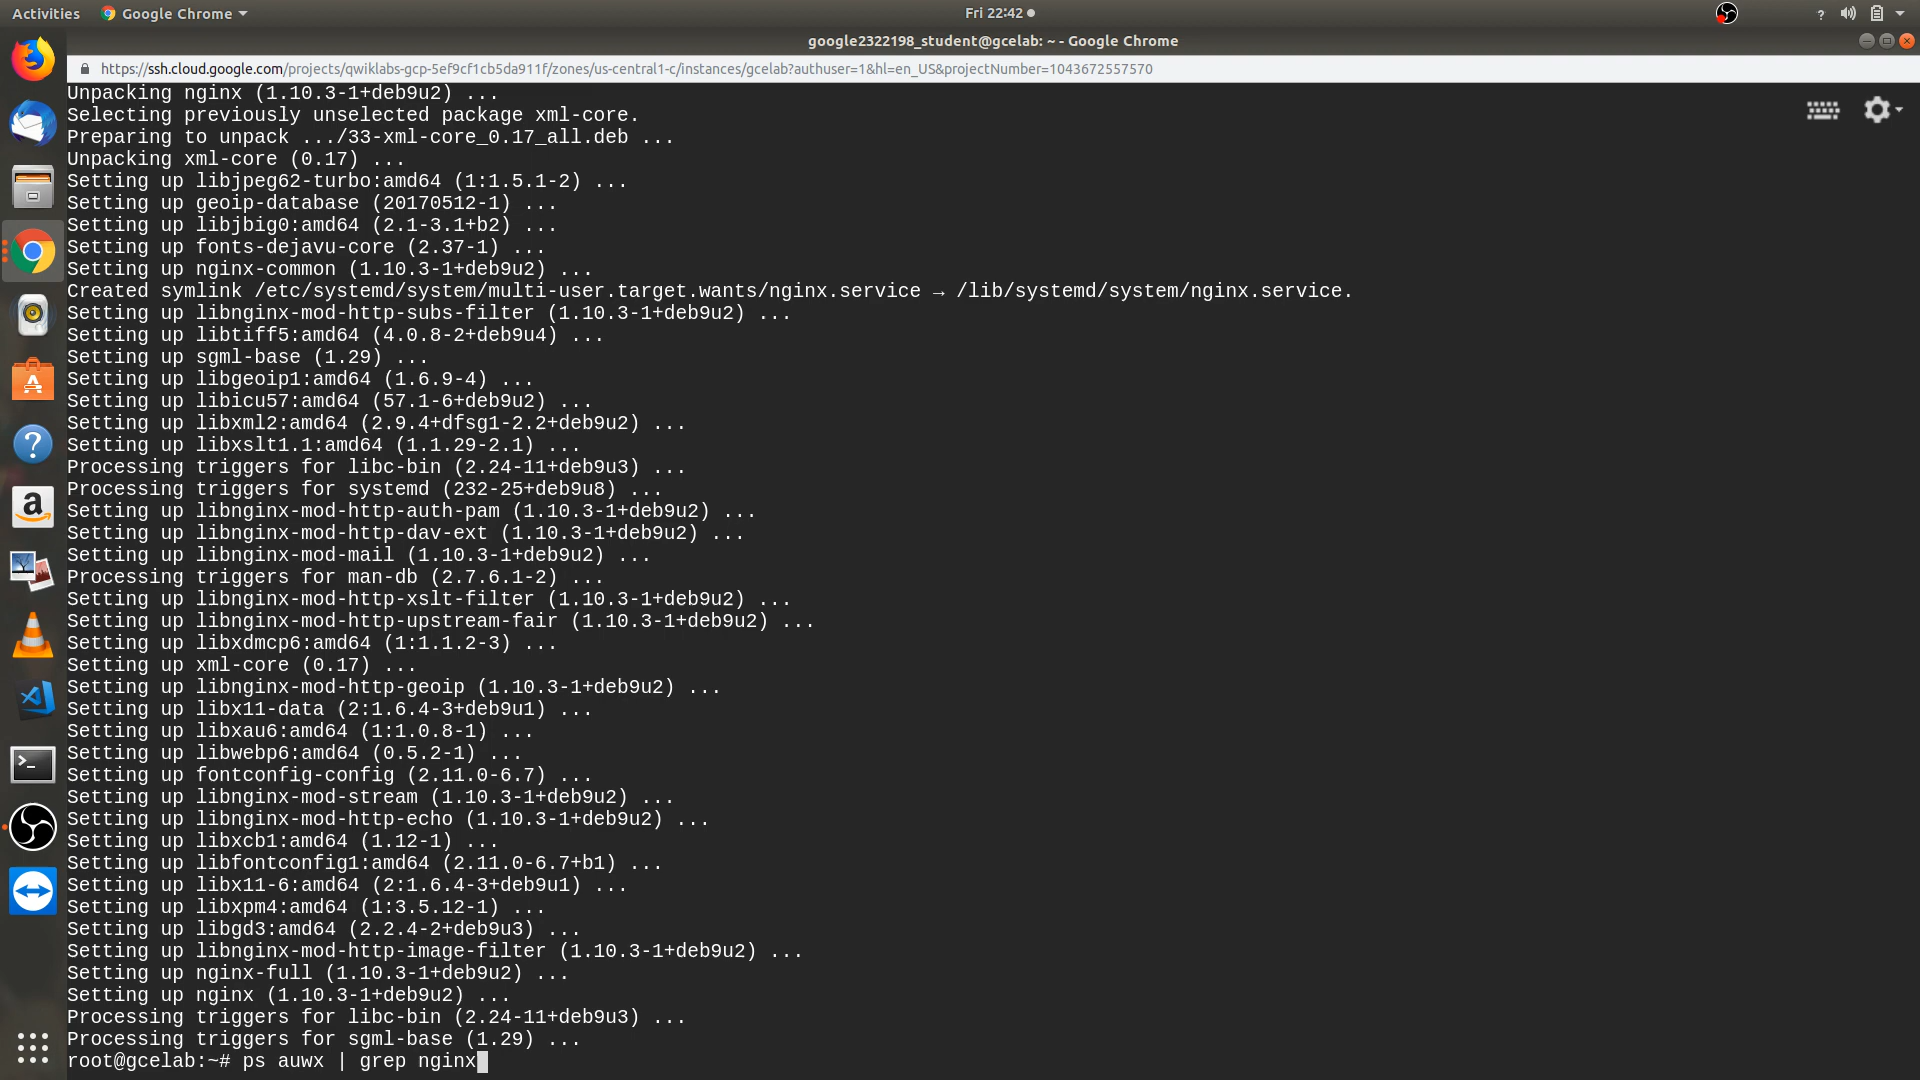 Activities
Google Chrome
Fri 22:42
google2322198_student@gcelab: ~ - Google Chrome
https://ssh.cloud.google.com/projects/qwiklabs-gcp-5ef9cf1cb5da911f/zones/us-central1-c/instances/gcelab?authuser=1&hl=en_US&projectNumber=1043672557570
Unpacking nginx (1.10.3-1+deb9u2) ...
Selecting previously unselected package xml-core.
Preparing to unpack .../33-xml-core_0.17_all.deb ...
Unpacking xml-core (0.17) ...
Setting up libjpeg62-turbo:amd64 (1:1.5.1-2) ...
Setting up geoip-database (20170512-1) ...
Setting up libjbig0:amd64 (2.1-3.1+b2) ...
Setting up fonts-dejavu-core (2.37-1) ...
Setting up nginx-common (1.10.3-1+deb9u2) ...
Created symlink /etc/systemd/system/multi-user.target.wants/nginx.service → /lib/systemd/system/nginx.service.
Setting up libnginx-mod-http-subs-filter (1.10.3-1+deb9u2) ...
Setting up libtiff5:amd64 (4.0.8-2+deb9u4) ...
Setting up sgml-base (1.29) ...
Setting up libgeoip1:amd64 (1.6.9-4) ...
Setting up libicu57:amd64 (57.1-6+deb9u2) ...
Setting up libxml2:amd64 (2.9.4+dfsg1-2.2+deb9u2) ...
Setting up libxslt1.1:amd64 (1.1.29-2.1) ...
Processing triggers for libc-bin (2.24-11+deb9u3) ...
Processing triggers for systemd (232-25+deb9u8) ...
Setting up libnginx-mod-http-auth-pam (1.10.3-1+deb9u2) ...
Setting up libnginx-mod-http-dav-ext (1.10.3-1+deb9u2) ...
Setting up libnginx-mod-mail (1.10.3-1+deb9u2) ...
Processing triggers for man-db (2.7.6.1-2) ...
Setting up libnginx-mod-http-xslt-filter (1.10.3-1+deb9u2) ...
Setting up libnginx-mod-http-upstream-fair (1.10.3-1+deb9u2) ...
Setting up libxdmcp6:amd64 (1:1.1.2-3) ...
Setting up xml-core (0.17) ...
Setting up libnginx-mod-http-geoip (1.10.3-1+deb9u2) ...
Setting up libx11-data (2:1.6.4-3+deb9u1) ...
Setting up libxau6:amd64 (1:1.0.8-1) ...
Setting up libwebp6:amd64 (0.5.2-1) ...
Setting up fontconfig-config (2.11.0-6.7) ...
Setting up libnginx-mod-stream (1.10.3-1+deb9u2) ...
Setting up libnginx-mod-http-echo (1.10.3-1+deb9u2) ...
Setting up libxcb1:amd64 (1.12-1) ...
Setting up libfontconfig1:amd64 (2.11.0-6.7+b1) ...
Setting up libx11-6:amd64 (2:1.6.4-3+deb9u1) ...
Setting up libxpm4:amd64 (1:3.5.12-1) ...
Setting up libgd3:amd64 (2.2.4-2+deb9u3) ...
Setting up libnginx-mod-http-image-filter (1.10.3-1+deb9u2) ...
Setting up nginx-full (1.10.3-1+deb9u2) ...
Setting up nginx (1.10.3-1+deb9u2) ...
Processing triggers for libc-bin (2.24-11+deb9u3) ...
Processing triggers for sgml-base (1.29) ...
root@gcelab:~# ps auwx | grep nginx